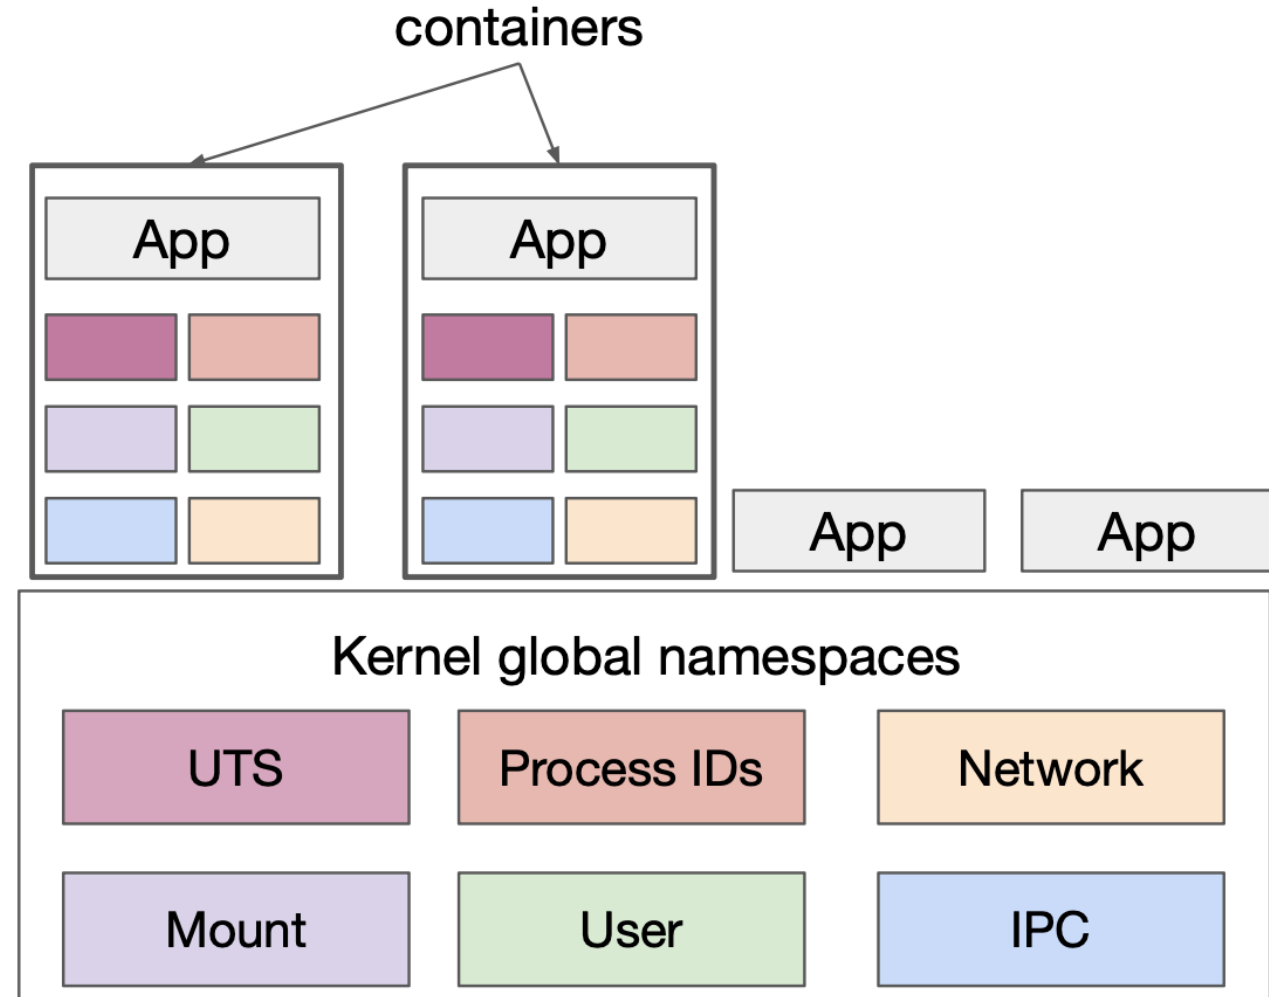 containers
App
App
App
App
Kernel global namespaces
UTS
Process IDs
Network
Mount
User
IPC